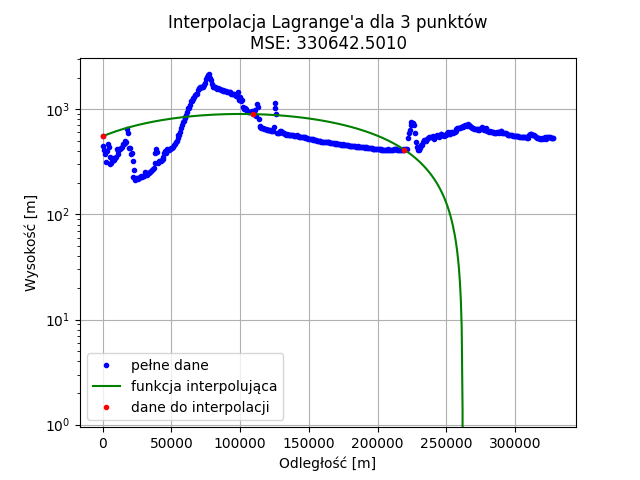 Interpolacja Lagrange'a dla 3 punktów
MSE: 330642.5010
Wysokość [m]
10³
10²
10¹
10⁰
pełne dane
funkcja interpolująca
dane do interpolacji
0 50000 100000 150000 200000 250000 300000
Odległość [m]